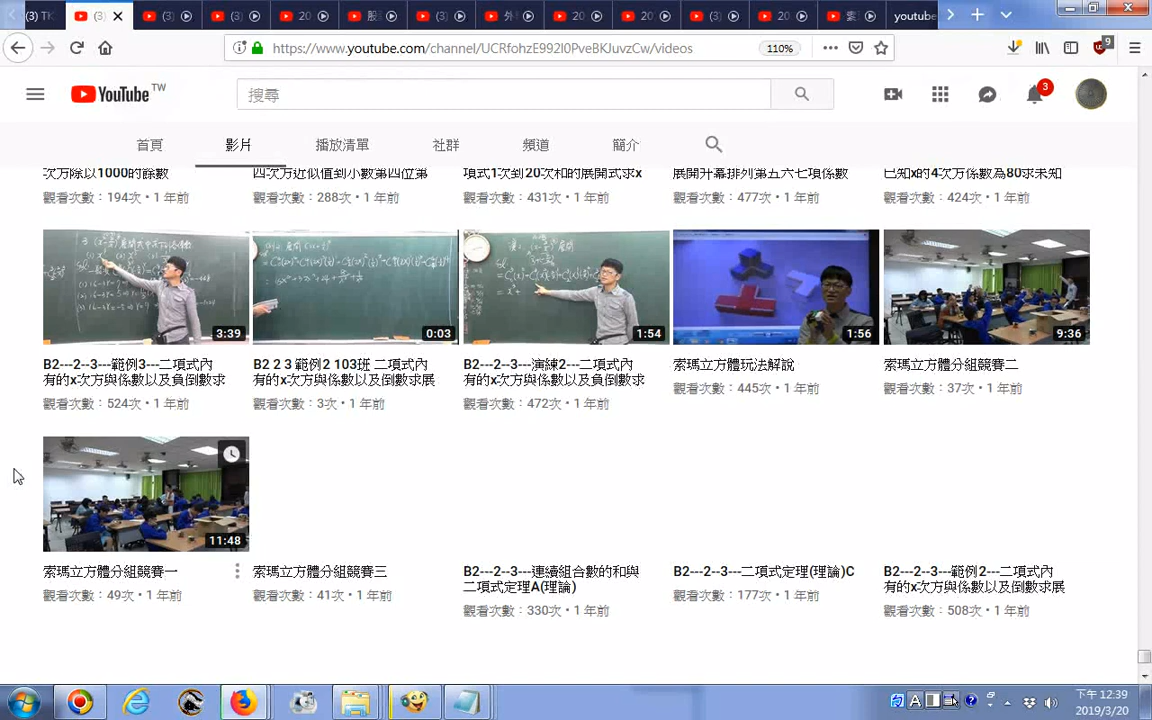 (3) TK
(3)
(3)
(3)
20
股
(3)
外
20
20
(3)
20
索
youtube
https://www.youtube.com/channel/UCRfohzE992l0PveBKJuvzCw/videos
110%
9
YouTube TW
搜尋
3
首頁
影片
播放清單
社群
頻道
簡介
次方除以1000的餘數
四次方近似值到小數第四位第
項式1次到20次和的展開式求x
展開升冪排列第五六七項係數
已知x的4次方係數為80求未知
觀看次數：194次・1 年前
觀看次數：288次・1 年前
觀看次數：431次・1 年前
觀看次數：477次・1 年前
觀看次數：424次・1 年前
3:39
0:03
1:54
1:56
9:36
B2---2--3---範例3---二項式內
有的x次方與係數以及負倒數求
觀看次數：524次・1 年前
B2 2 3 範例2 103班 二項式內
有的x次方與係數以及倒數求展
觀看次數：3次・1 年前
B2---2--3---演練2---二項式內
有的x次方與係數以及負倒數求
觀看次數：472次・1 年前
索瑪立方體玩法解說
觀看次數：445次・1 年前
索瑪立方體分組競賽二
觀看次數：37次・1 年前
11:48
索瑪立方體分組競賽一
觀看次數：49次・1 年前
索瑪立方體分組競賽三
觀看次數：41次・1 年前
B2---2--3---連續組合數的和與
二項式定理A(理論)
觀看次數：330次・1 年前
B2---2--3---二項式定理(理論)C
觀看次數：177次・1 年前
B2---2--3---範例2---二項式內
有的x次方與係數以及倒數求展
觀看次數：508次・1 年前
下午 12:39
2019/3/20